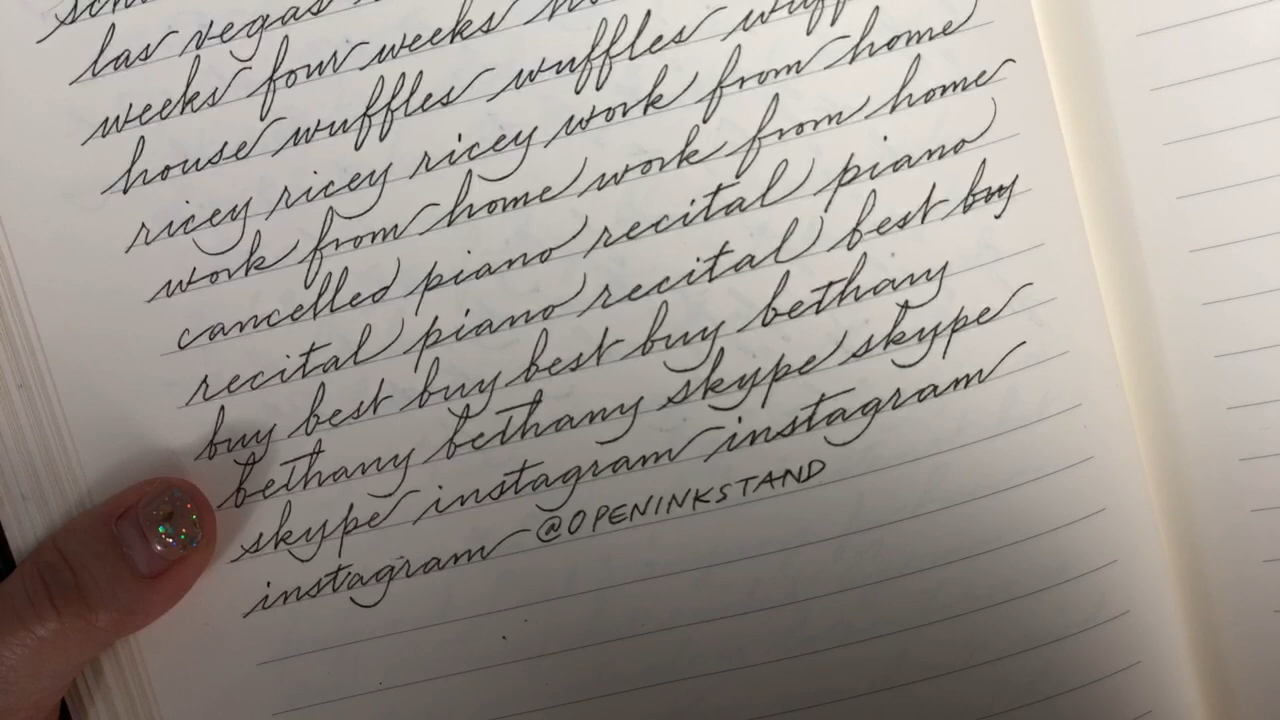 las vegas
weeks four weeks
house wuffles wuffles
ricey ricey ricey work from home
work from home work from home
cancelled piano recital piano
recital piano recital best buy
buy best buy best buy bethany
bethany bethany skype skype
skype instagram instagram
instagram @OPENINKSTAND